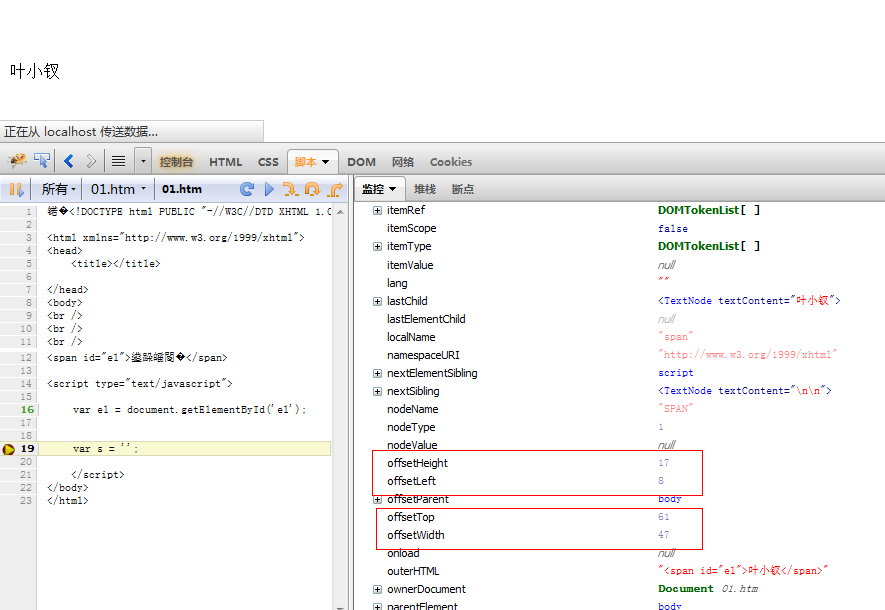 叶小钗
正在从 localhost 传送数据...
控制台 HTML CSS 脚本 DOM 网络 Cookies
所有 01.htm 01.htm
监控 堆栈 断点
1 锘�<!DOCTYPE html PUBLIC "-//W3C//DTD XHTML 1.0
2
3 <html xmlns="http://www.w3.org/1999/xhtml">
4 <head>
5 <title></title>
6
7 </head>
8 <body>
9 <br />
10 <br />
11 <br />
12 <span id="e1">�</span>
13
14 <script type="text/javascript">
15
16 var e1 = document.getElementById('e1');
17
18
19 var s = '';
20
21 </script>
22 </body>
23 </html>
itemRef DOMTokenList[ ]
itemScope false
itemType DOMTokenList[ ]
itemValue null
lang ""
lastChild <TextNode textContent="叶小钗">
lastElementChild null
localName "span"
namespaceURI "http://www.w3.org/1999/xhtml"
nextElementSibling script
nextSibling <TextNode textContent="\n\n">
nodeName "SPAN"
nodeType 1
nodeValue null
offsetHeight 17
offsetLeft 8
offsetParent body
offsetTop 61
offsetWidth 47
onload null
outerHTML "<span id="e1">叶小钗</span>"
ownerDocument Document 01.htm
parentElement body